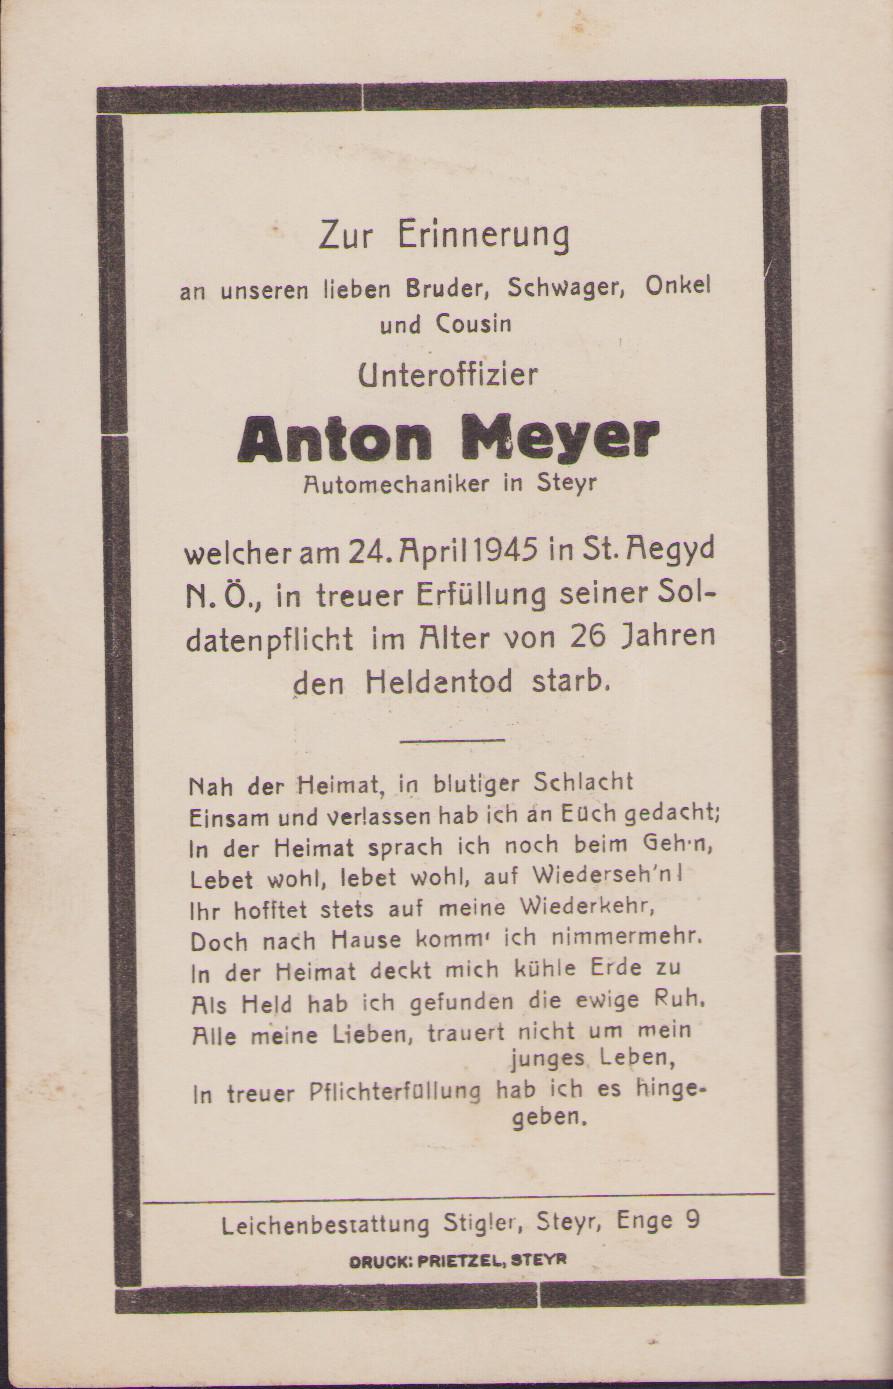 Zur Erinnerung
an unseren lieben Bruder, Schwager, Onkel
und Cousin
Unteroffizier
Anton Meyer
Automechaniker in Steyr
welcher am 24. April 1945 in St. Aegyd
N. Ö., in treuer Erfüllung seiner Sol-
datenpflicht im Alter von 26 Jahren
den Heldentod starb.
Nah der Heimat, in blutiger Schlacht
Einsam und verlassen hab ich an Euch gedacht;
In der Heimat sprach ich noch beim Geh'n,
Lebet wohl, lebet wohl, auf Wiederseh'n!
Ihr hofftet stets auf meine Wiederkehr,
Doch nach Hause komm' ich nimmermehr.
In der Heimat deckt mich kühle Erde zu
Als Held hab ich gefunden die ewige Ruh.
Alle meine Lieben, trauert nicht um mein
junges Leben,
In treuer Pflichterfüllung hab ich es hinge-
geben.
Leichenbestattung Stigler, Steyr, Enge 9
DRUCK: PRIETZEL, STEYR